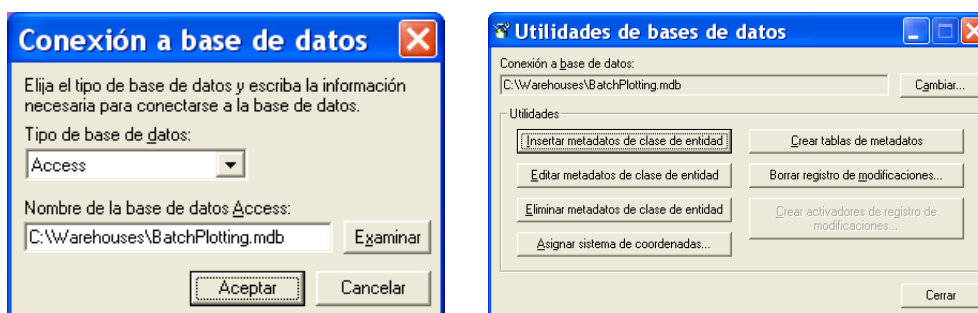 Conexión a base de datos
Elija el tipo de base de datos y escriba la información
necesaria para conectarse a la base de datos.
Tipo de base de datos:
Access
Nombre de la base de datos Access:
C:\Warehouses\BatchPlotting.mdb
Examinar
Aceptar
Cancelar
Utilidades de bases de datos
Conexión a base de datos:
C:\Warehouses\BatchPlotting.mdb
Cambiar...
Utilidades
Insertar metadatos de clase de entidad
Crear tablas de metadatos
Editar metadatos de clase de entidad
Borrar registro de modificaciones...
Eliminar metadatos de clase de entidad
Crear activadores de registro de
modificaciones...
Asignar sistema de coordenadas...
Cerrar